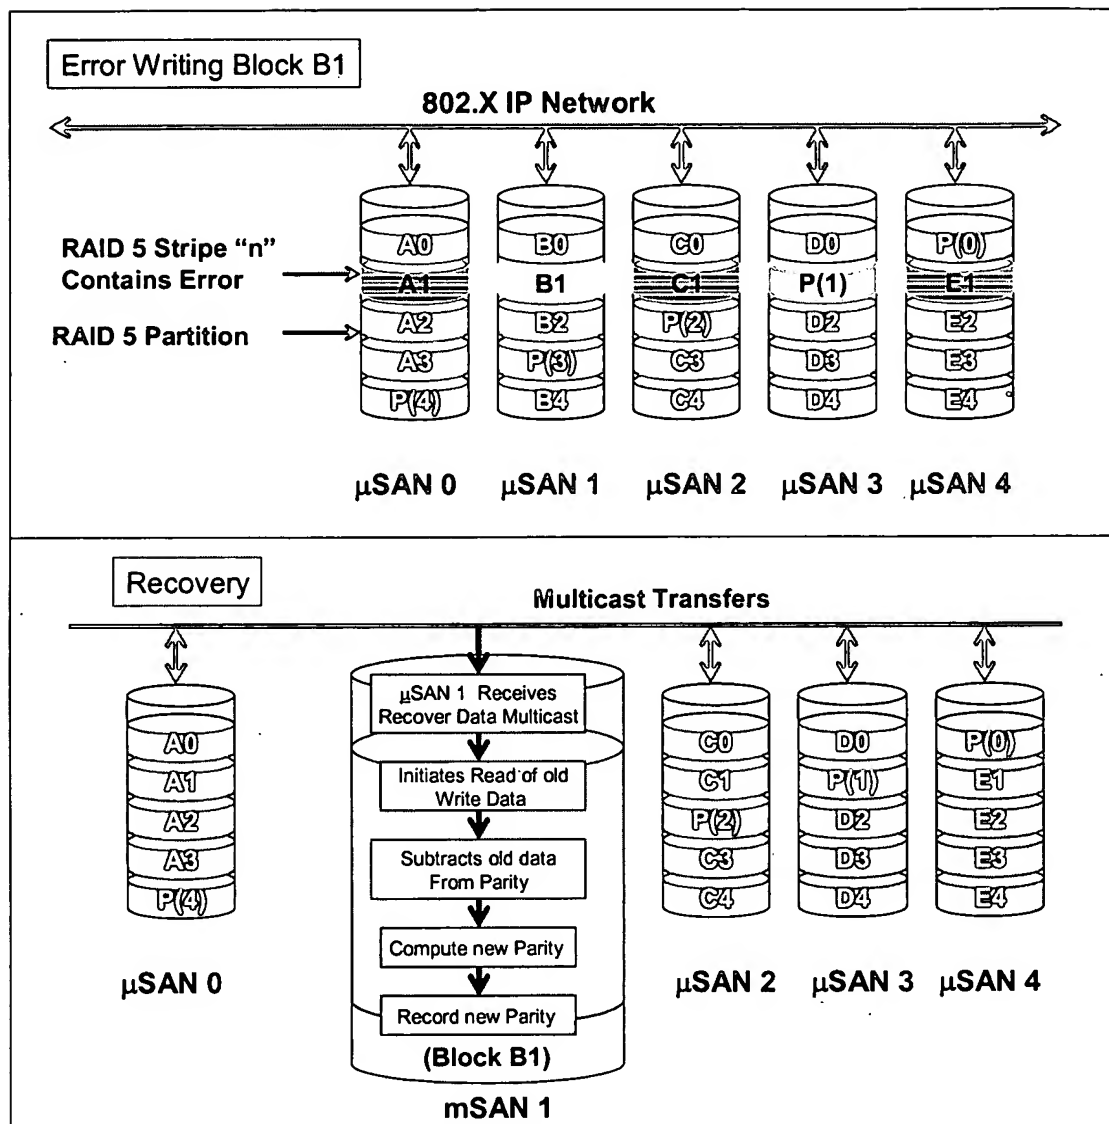 Error Writing Block B1
802.X IP Network
RAID 5 Stripe "n"
Contains Error
RAID 5 Partition
A0 B0 C0 D0 P(0)
A1 B1 C1 P(1) E1
A2 B2 P(2) D2 E2
A3 P(3) C3 D3 E3
P(4) B4 C4 D4 E4
μSAN 0 μSAN 1 μSAN 2 μSAN 3 μSAN 4
Recovery
Multicast Transfers
A0
A1
A2
A3
P(4)
μSAN 0
μSAN 1 Receives
Recover Data Multicast
Initiates Read of old
Write Data
Subtracts old data
From Parity
Compute new Parity
Record new Parity
(Block B1)
mSAN 1
C0 D0 P(0)
C1 P(1) E1
P(2) D2 E2
C3 D3 E3
C4 D4 E4
μSAN 2 μSAN 3 μSAN 4